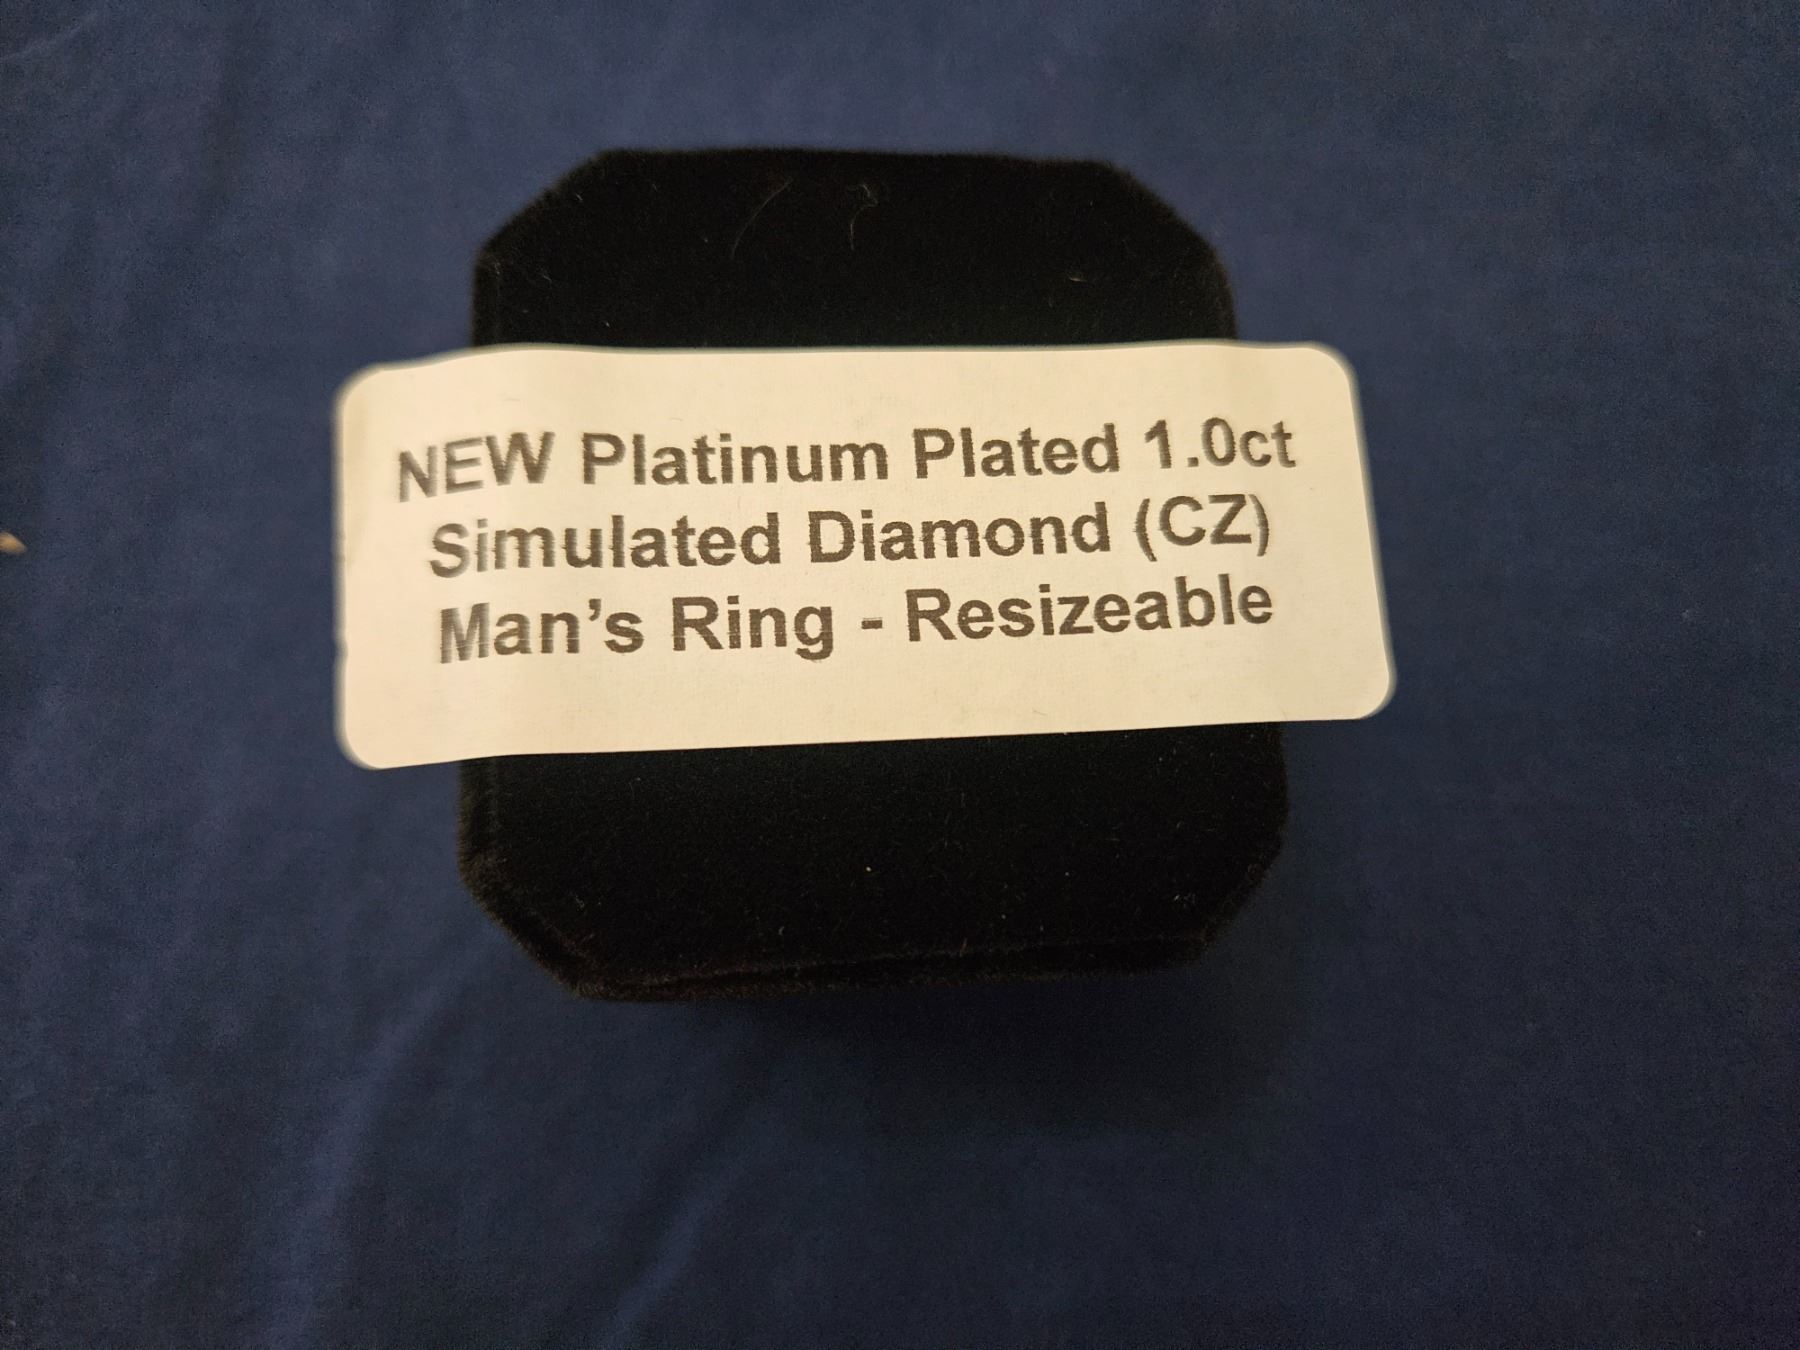 NEW Platinum Plated 1.0ct
Simulated Diamond (CZ)
Man’s Ring - Resizeable